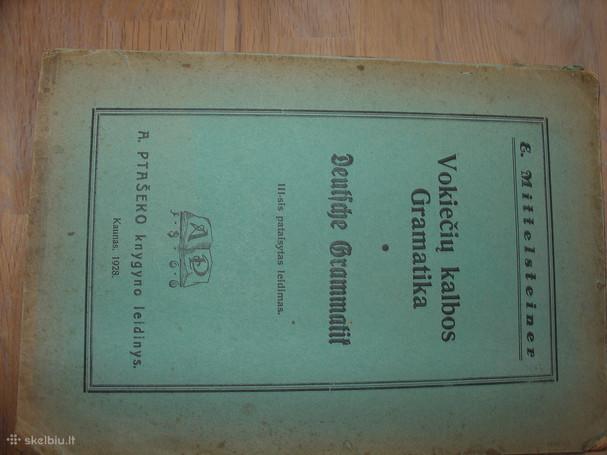 E. Mittelsteiner
Vokiečių kalbos
Gramatika
Deutsche Grammatik
III-sis pataisytas leidimas.
A P
A. PTAŠEKO knygyno leidinys.
Kaunas, 1928.
skelbiu.lt